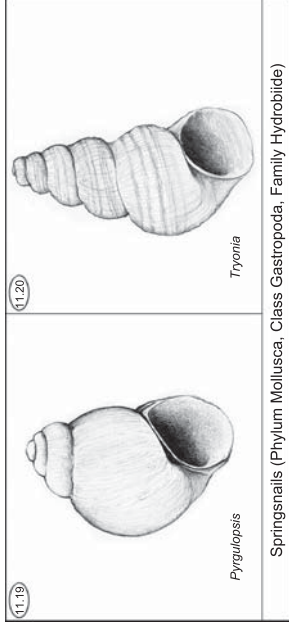 11.19
Pyrgulopsis
11.20
Tryonia
Springsnails (Phylum Mollusca, Class Gastropoda, Family Hydrobiide)